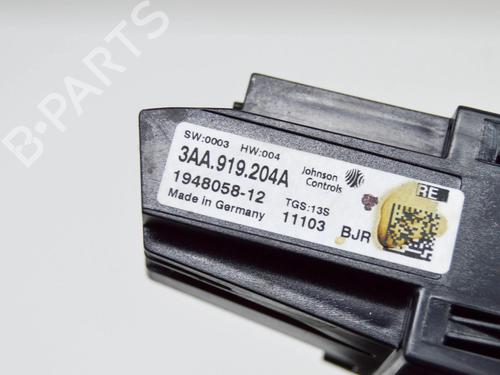 B-PARTS
SW:0003 HW:004
3AA.919.204A
Johnson Controls
1948058-12
TGS:13S
Made in Germany
11103 BJR
RE